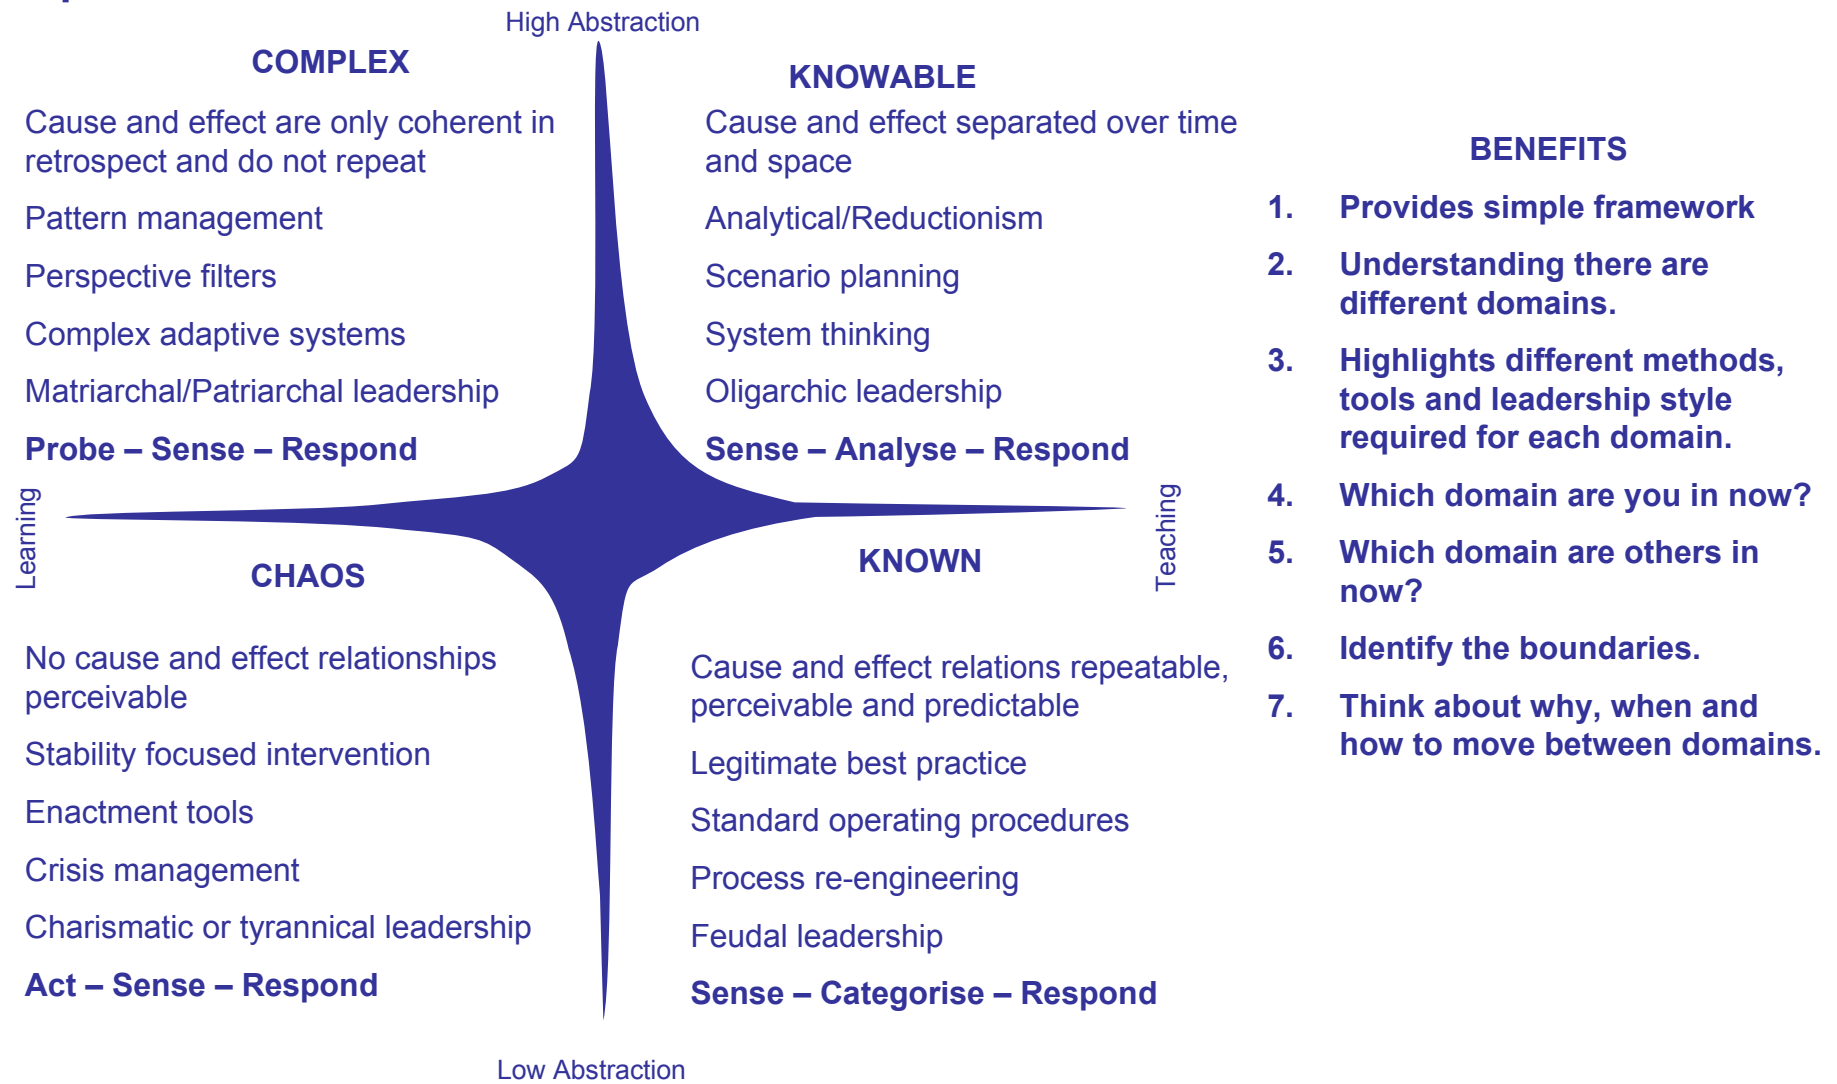 High Abstraction
COMPLEX
Cause and effect are only coherent in
retrospect and do not repeat
Pattern management
Perspective filters
Complex adaptive systems
Matriarchal/Patriarchal leadership
Probe – Sense – Respond
KNOWABLE
Cause and effect separated over time
and space
Analytical/Reductionism
Scenario planning
System thinking
Oligarchic leadership
Sense – Analyse – Respond
Learning
Teaching
CHAOS
No cause and effect relationships
perceivable
Stability focused intervention
Enactment tools
Crisis management
Charismatic or tyrannical leadership
Act – Sense – Respond
KNOWN
Cause and effect relations repeatable,
perceivable and predictable
Legitimate best practice
Standard operating procedures
Process re-engineering
Feudal leadership
Sense – Categorise – Respond
Low Abstraction
BENEFITS
1. Provides simple framework
2. Understanding there are
different domains.
3. Highlights different methods,
tools and leadership style
required for each domain.
4. Which domain are you in now?
5. Which domain are others in
now?
6. Identify the boundaries.
7. Think about why, when and
how to move between domains.